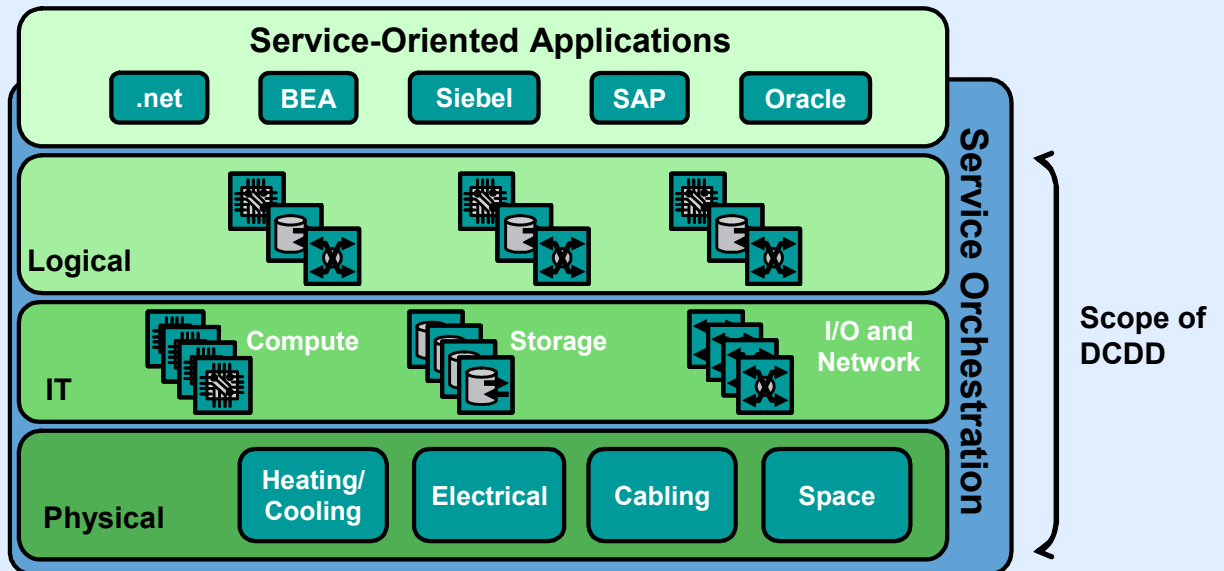 Service-Oriented Applications
.net
BEA
Siebel
SAP
Oracle
Logical
Compute
Storage
I/O and
Network
IT
Heating/
Cooling
Electrical
Cabling
Space
Physical
Service Orchestration
Scope of
DCDD